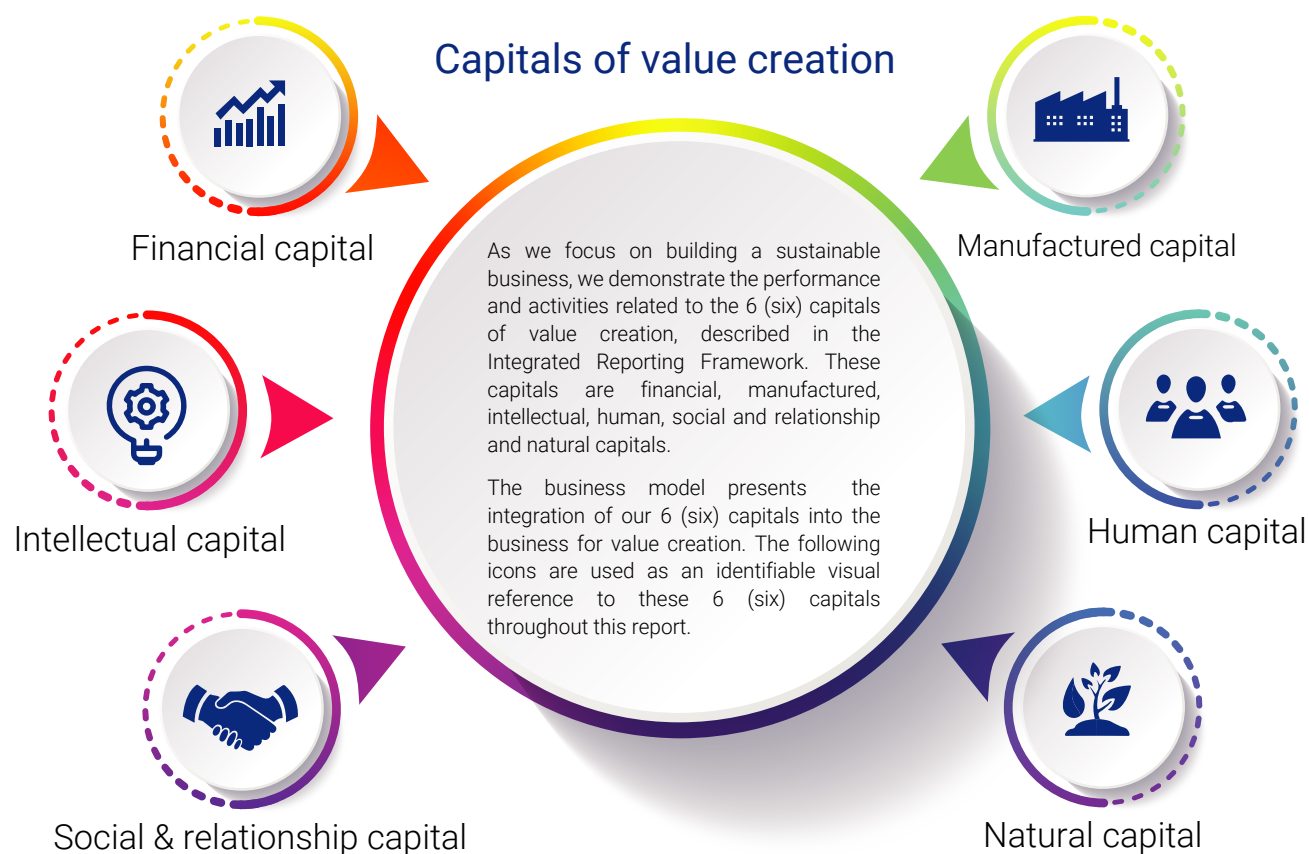 Capitals of value creation
Financial capital
Manufactured capital
As we focus on building a sustainable
business, we demonstrate the performance
and activities related to the 6 (six) capitals
of value creation, described in the
Integrated Reporting Framework. These
capitals are financial, manufactured,
intellectual, human, social and relationship
and natural capitals.
The business model presents the
integration of our 6 (six) capitals into the
business for value creation. The following
icons are used as an identifiable visual
reference to these 6 (six) capitals
throughout this report.
Intellectual capital
Human capital
Social & relationship capital
Natural capital